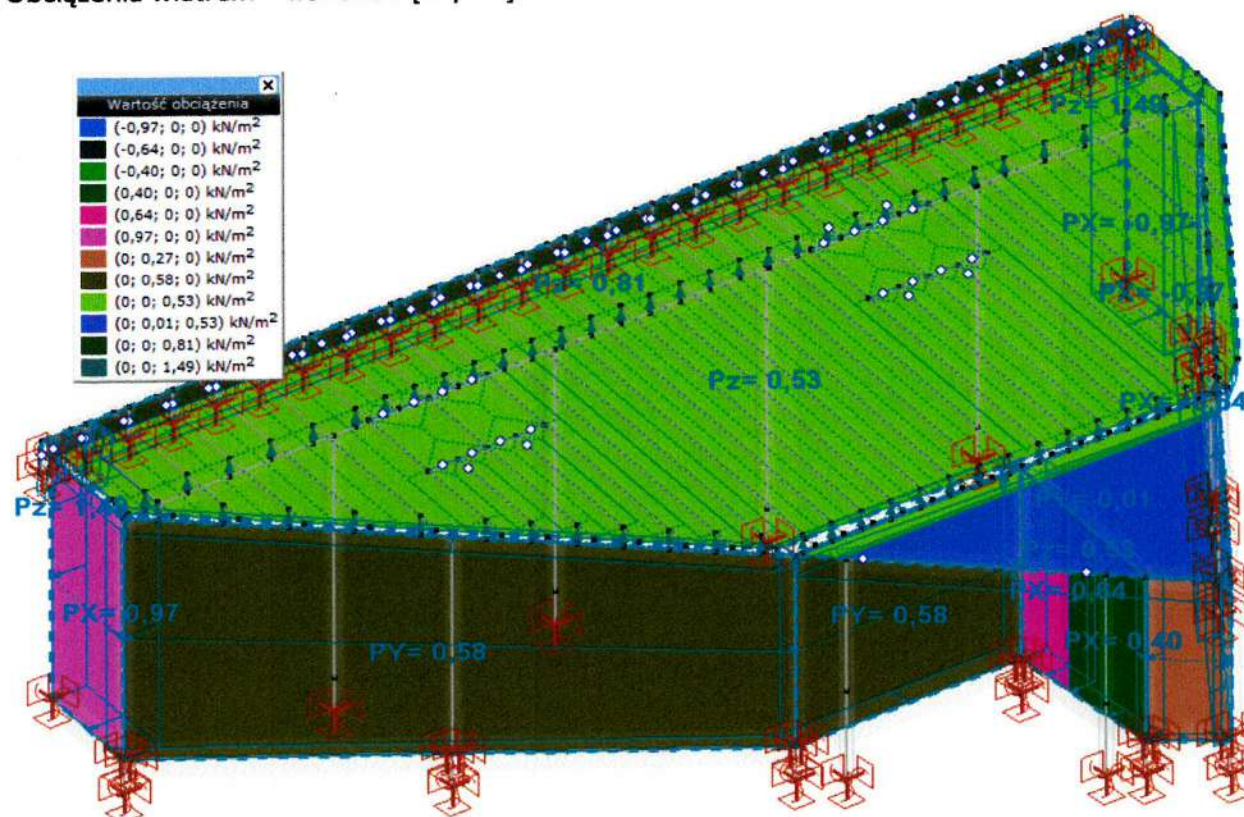 Wartość obciążenia
(-0,97; 0; 0) kN/m²
(-0,64; 0; 0) kN/m²
(-0,40; 0; 0) kN/m²
(0,40; 0; 0) kN/m²
(0,64; 0; 0) kN/m²
(0,97; 0; 0) kN/m²
(0; 0,27; 0) kN/m²
(0; 0,58; 0) kN/m²
(0; 0; 0,53) kN/m²
(0; 0,01; 0,53) kN/m²
(0; 0; 0,81) kN/m²
(0; 0; 1,49) kN/m²
Pz= 1,49
PX= -0,97
Pz= 0,81
Pz= 0,53
PX= 0,64
PX= 0,97
PY= 0,58
PY= 0,58
PX= 0,40